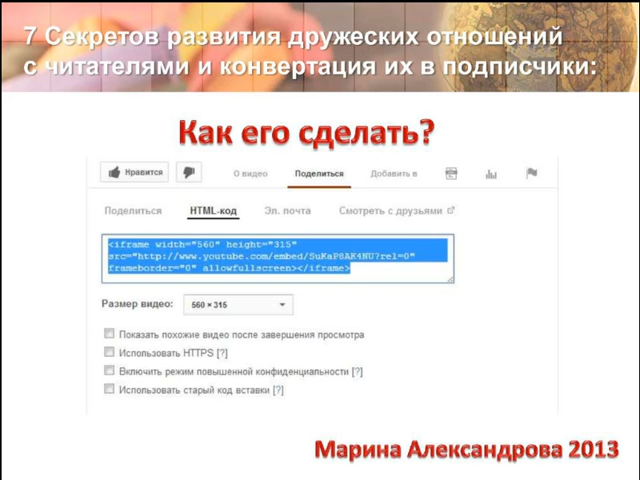 7 Секретов развития дружеских отношений
с читателями и конвертация их в подписчики:
Как его сделать?
Нравится О видео Поделиться Добавить в
Поделиться HTML-код Эл. почта Смотреть с друзьями
<iframe width="560" height="315"
src="http://www.youtube.com/embed/SuKaP8AK4NU?rel=0"
frameborder="0" allowfullscreen></iframe>
Размер видео: 560 × 315
Показать похожие видео после завершения просмотра
Использовать HTTPS [?]
Включить режим повышенной конфиденциальности [?]
Использовать старый код вставки [?]
Марина Александрова 2013